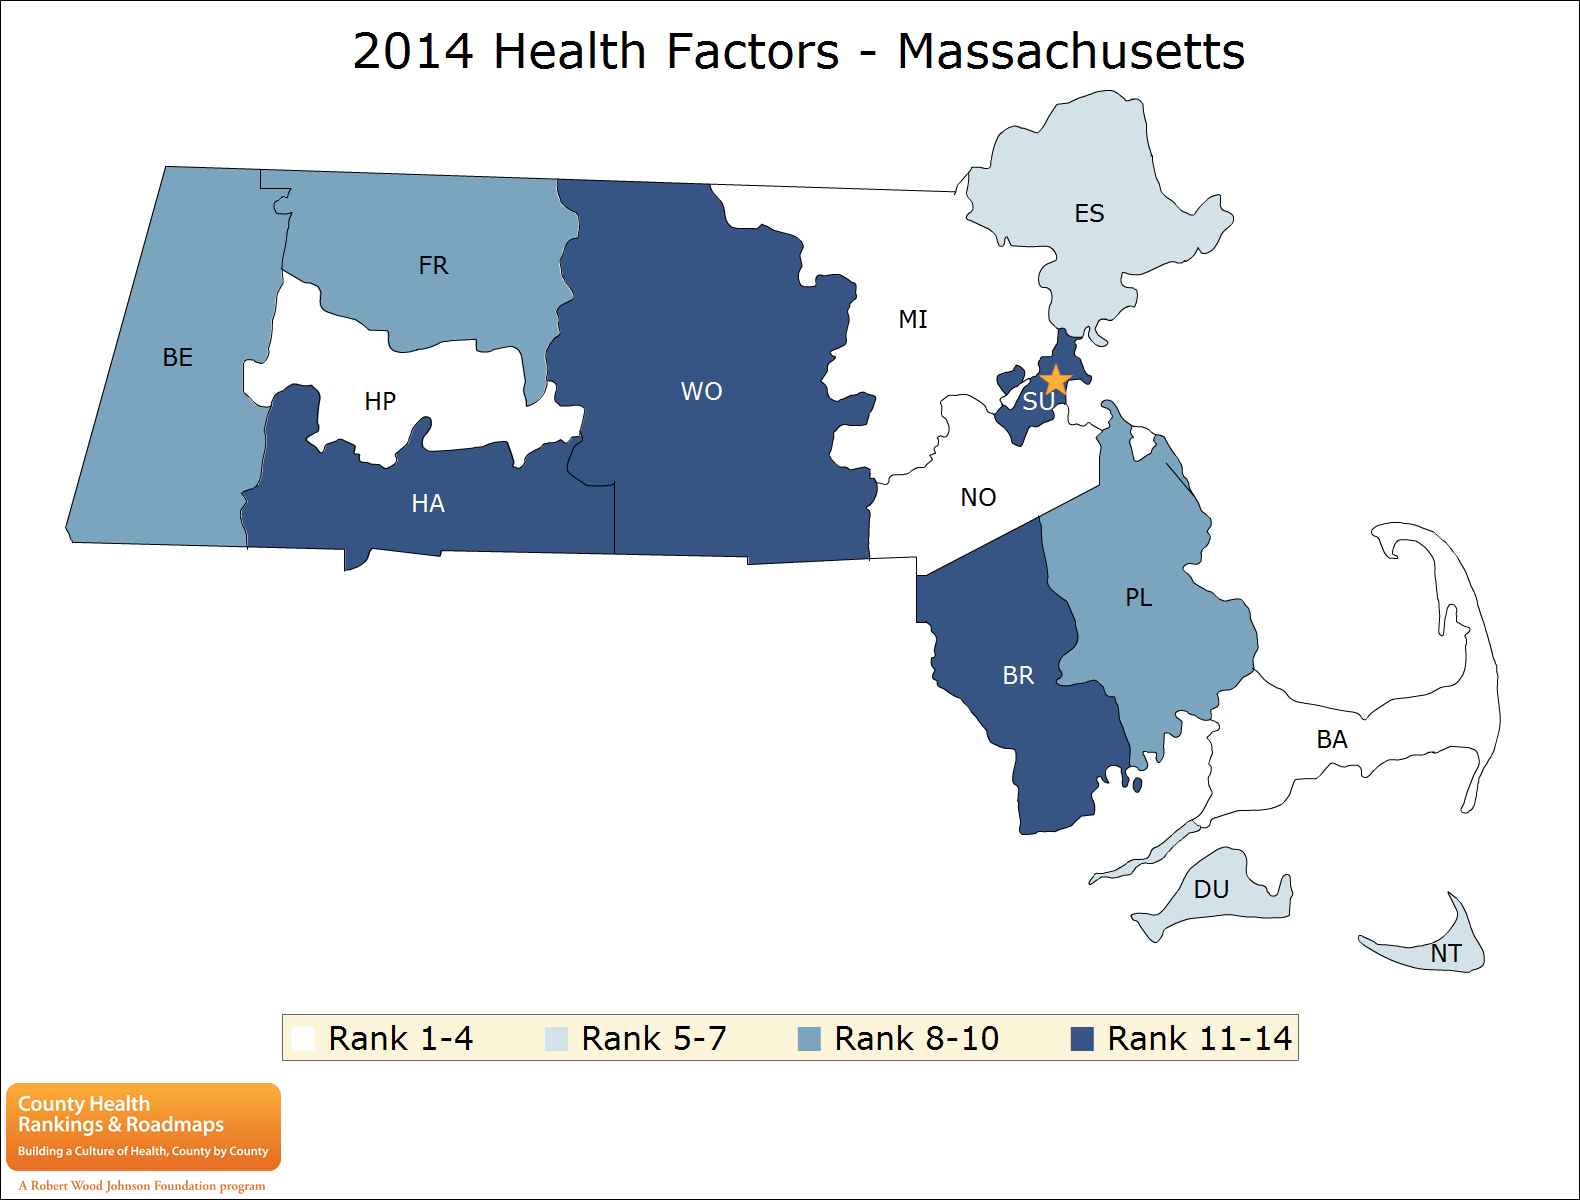 2014 Health Factors - Massachusetts
ES
FR
MI
BE
WO
HP
SU
NO
HA
PL
BR
BA
DU
NT
Rank 1-4 Rank 5-7 Rank 8-10 Rank 11-14
County Health
Rankings & Roadmaps
Building a Culture of Health, County by County
A Robert Wood Johnson Foundation program